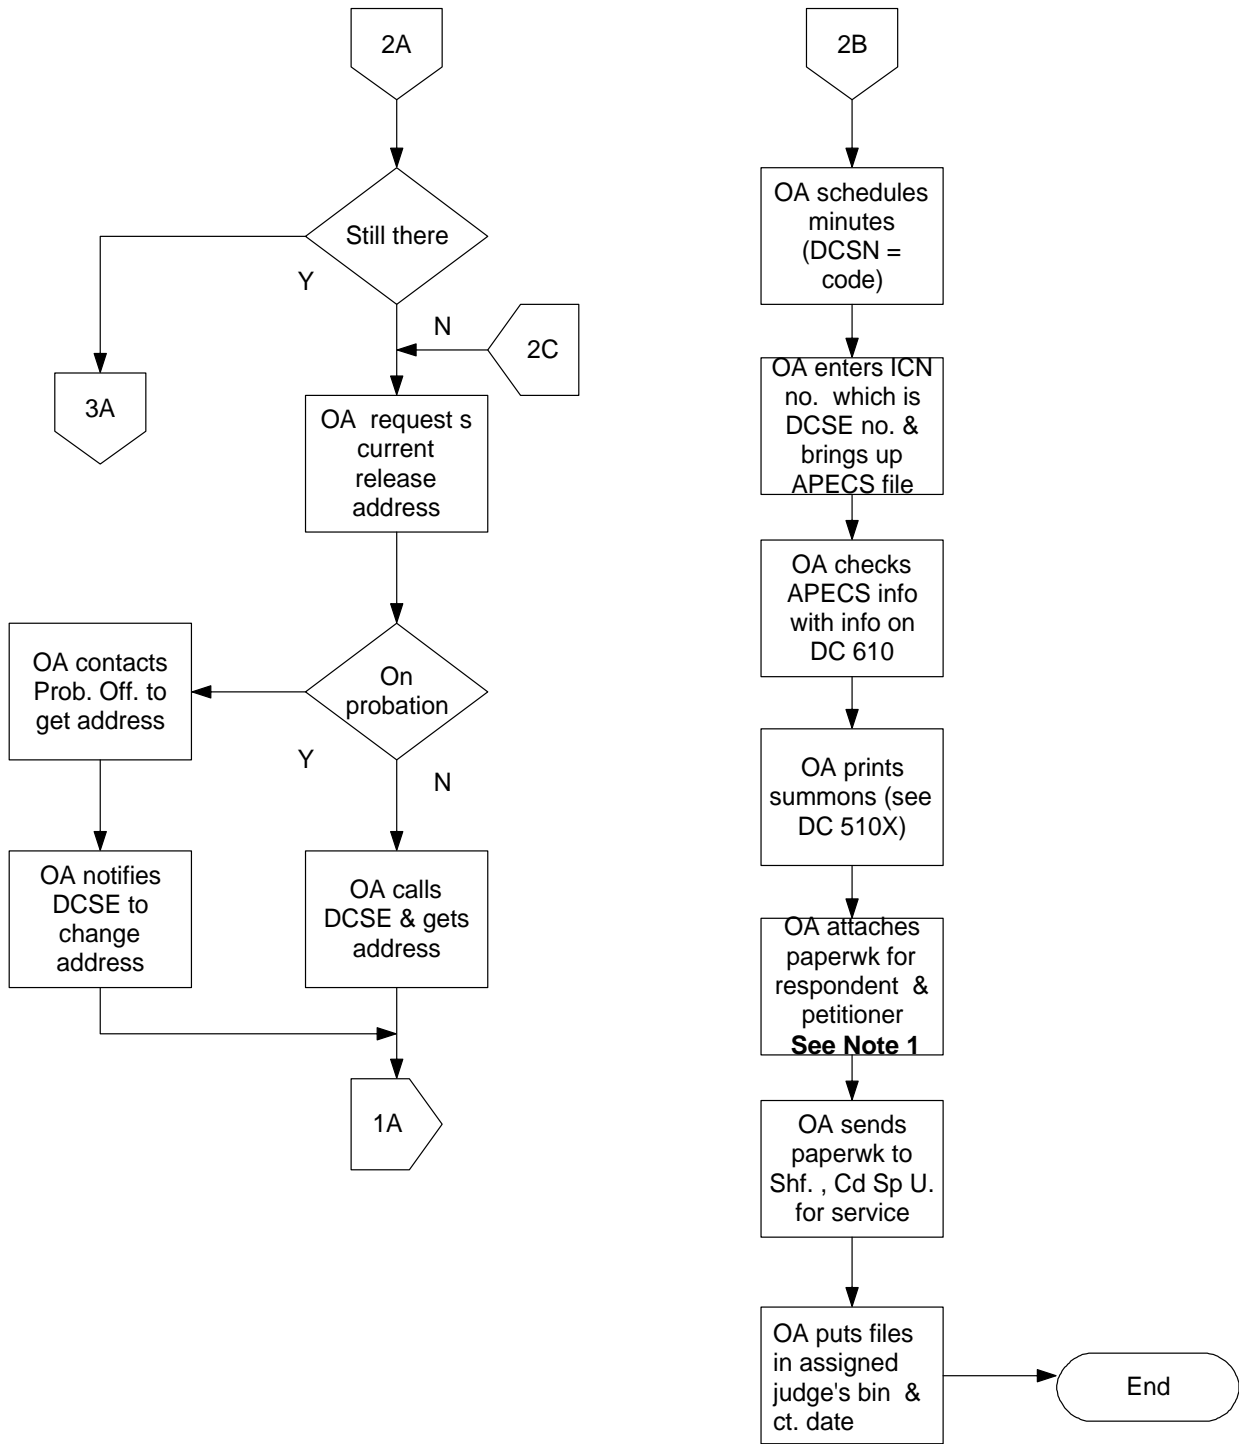 2A
Still there
Y
N
2C
3A
OA  request s
current
release
address
On
probation
Y
N
OA contacts
Prob. Off. to
get address
OA notifies
DCSE to
change
address
OA calls
DCSE & gets
address
1A
2B
OA schedules
minutes
(DCSN =
code)
OA enters ICN
no.  which is
DCSE no. &
brings up
APECS file
OA checks
APECS info
with info on
DC 610
OA prints
summons (see
DC 510X)
OA attaches
paperwk for
respondent  &
petitioner
See Note 1
OA sends
paperwk to
Shf. , Cd Sp U.
for service
OA puts files
in assigned
judge's bin  &
ct. date
End